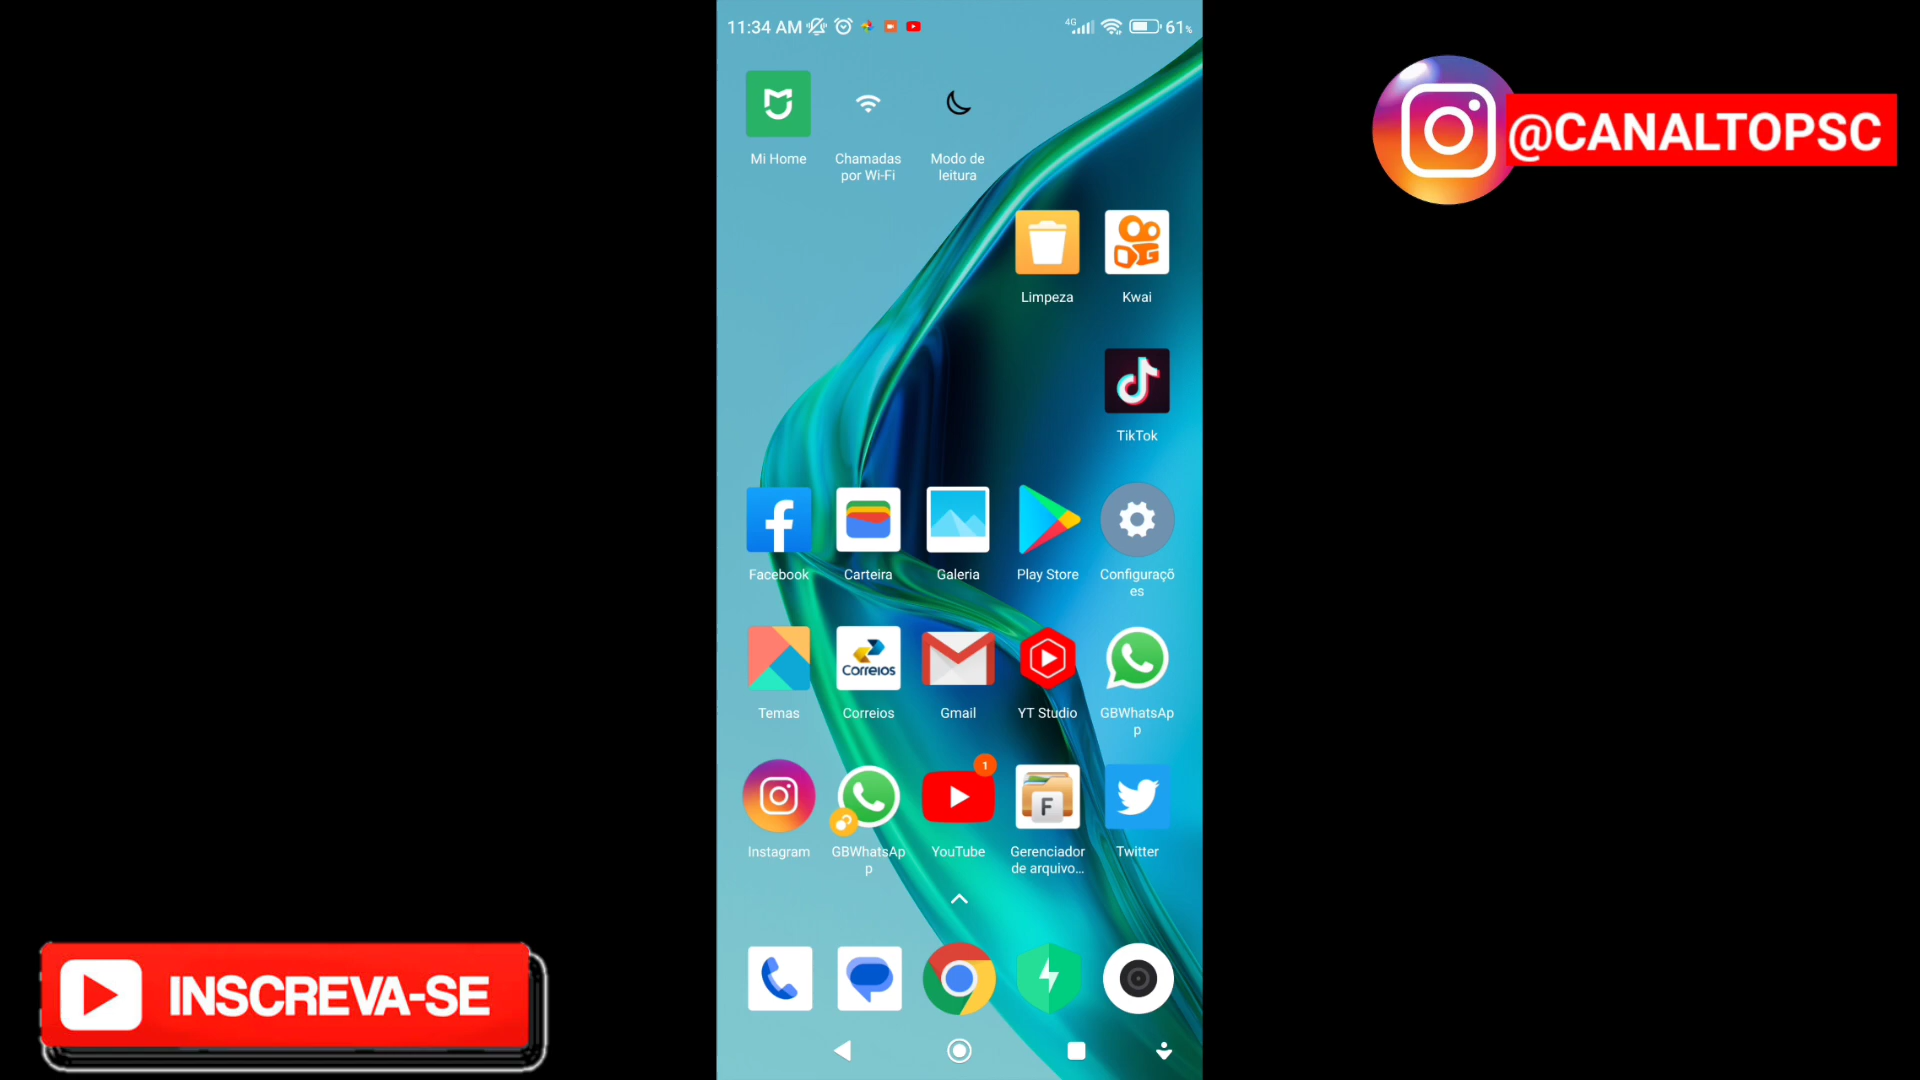 11:34 AM
4G
61%
@CANALTOPSC
Mi Home
Chamadas
por Wi-Fi
Modo de
leitura
Limpeza
Kwai
TikTok
Facebook
Carteira
Galeria
Play Store
Configuraçõ
es
Correios
Temas
Correios
Gmail
YT Studio
GBWhatsAp
p
1
F
Instagram
GBWhatsAp
p
YouTube
Gerenciador
de arquivo...
Twitter
INSCREVA-SE